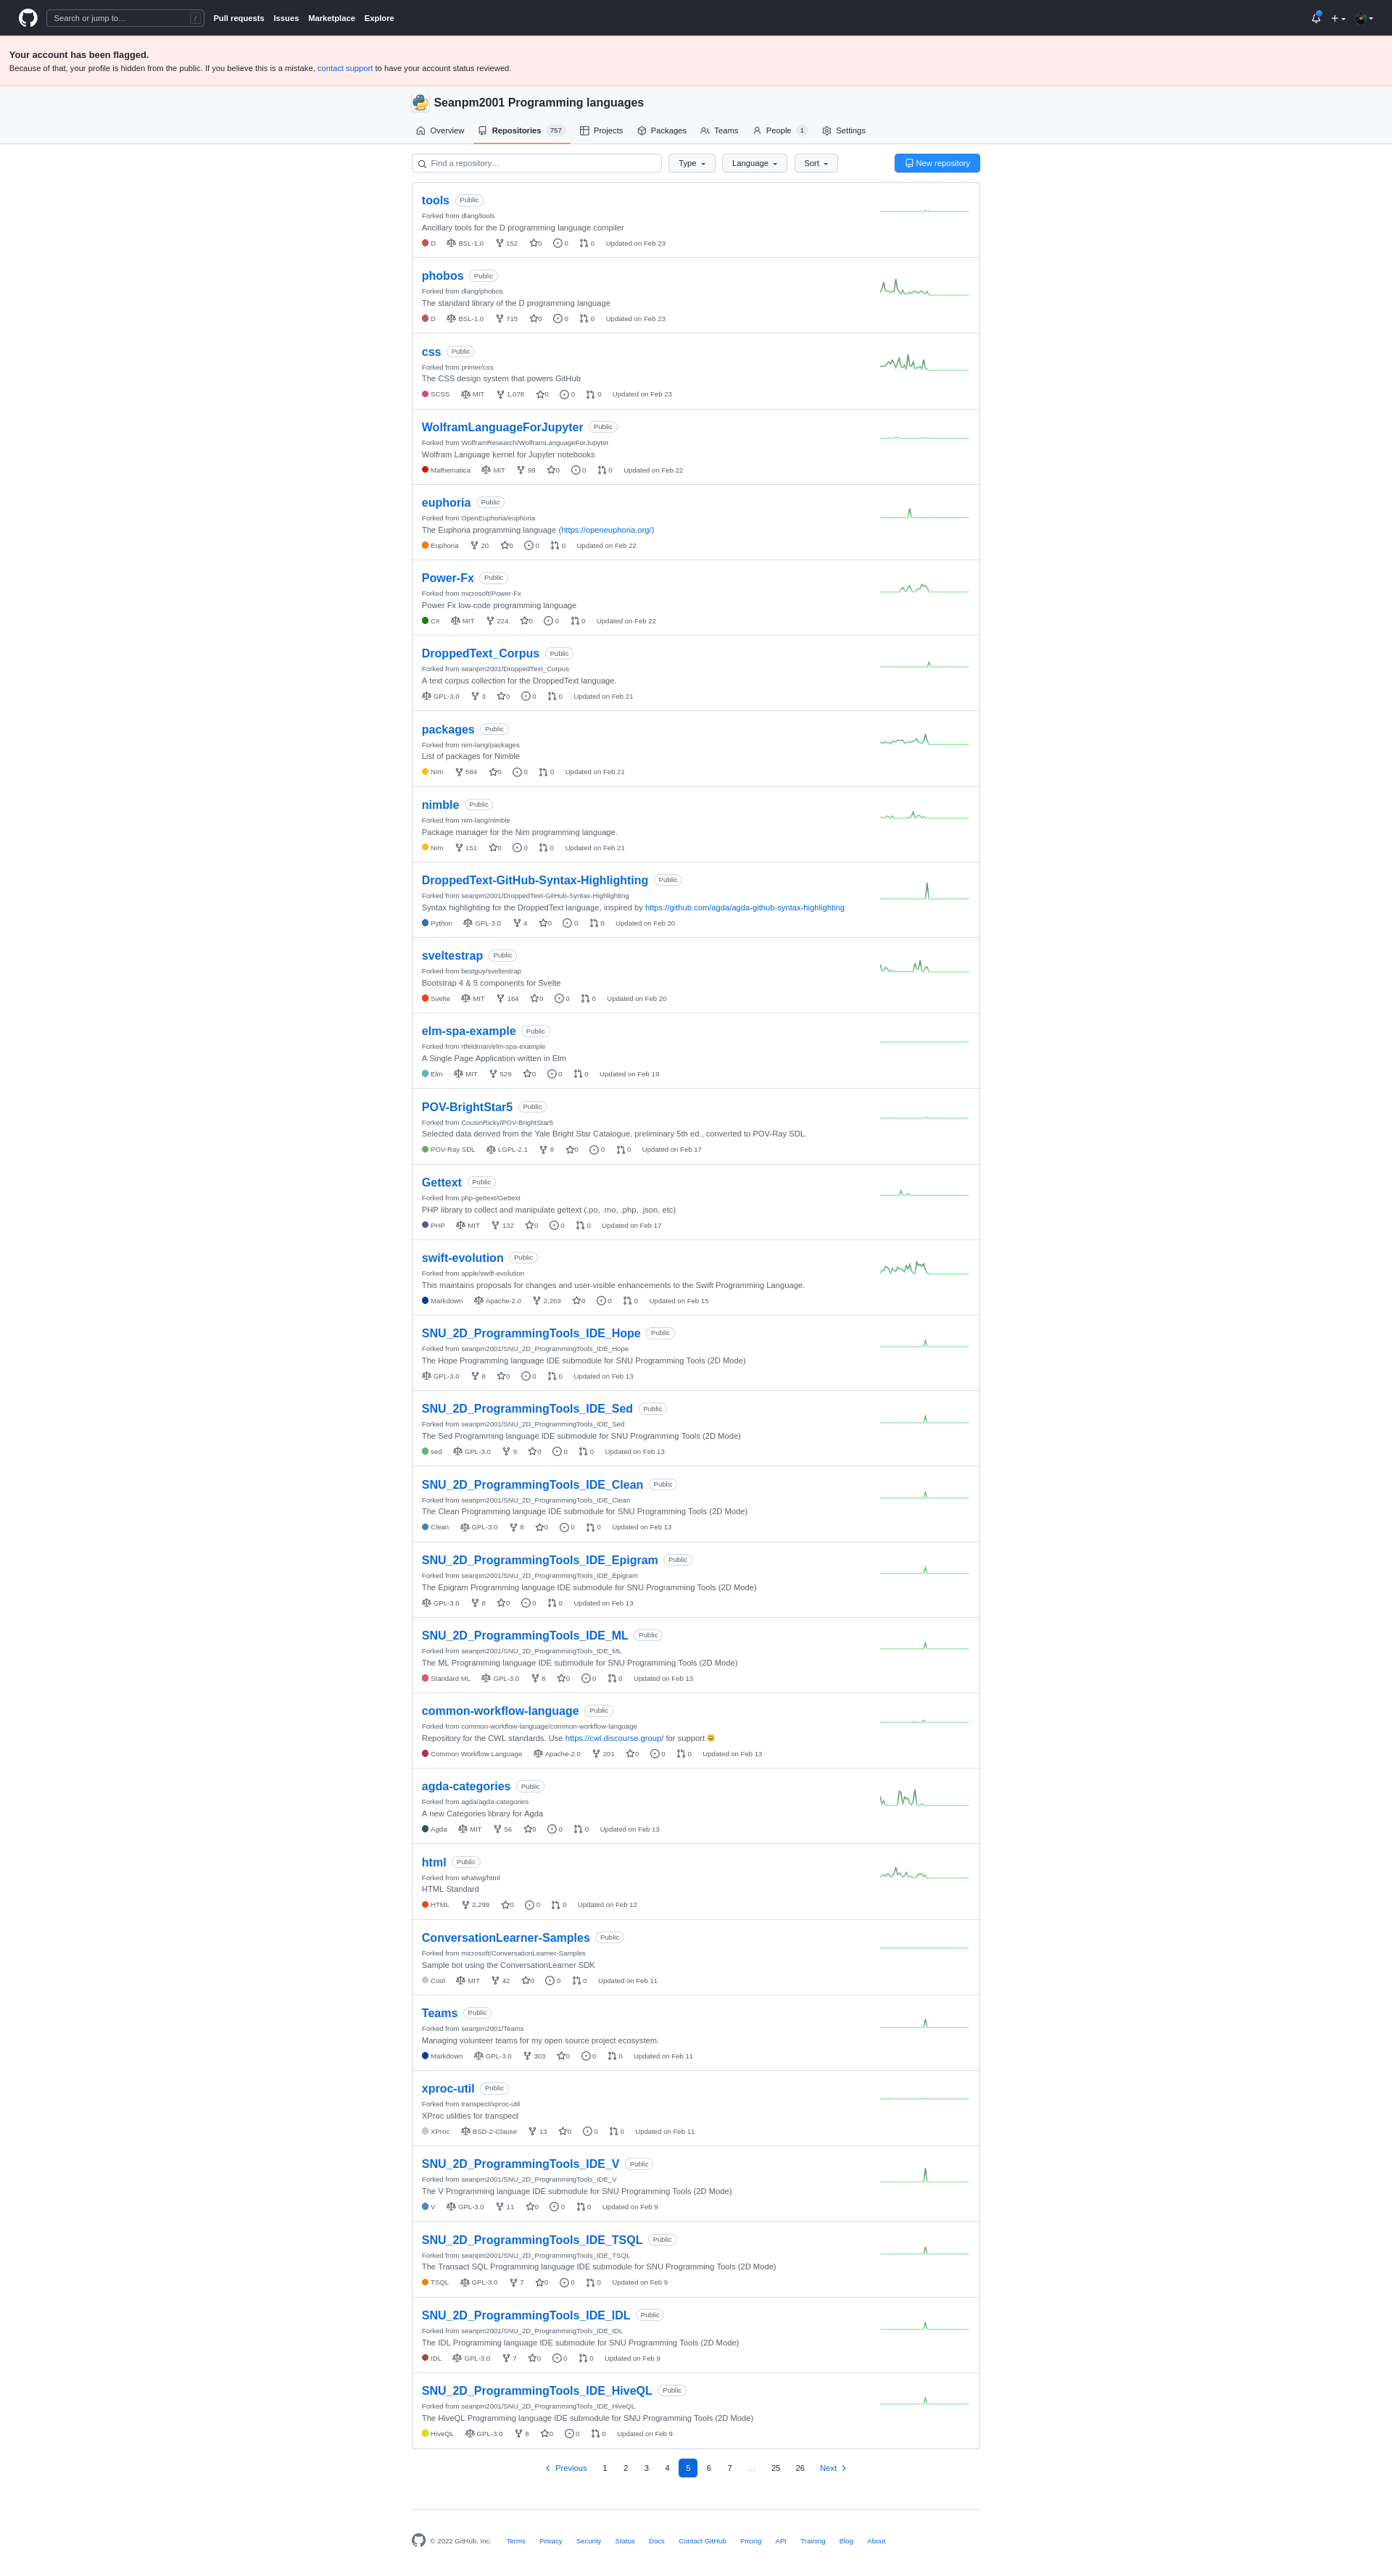 Search or jump to… /
Pull requests Issues Marketplace Explore
Your account has been flagged.
Because of that, your profile is hidden from the public. If you believe this is a mistake, contact support to have your account status reviewed.
Seanpm2001 Programming languages
Overview Repositories 757 Projects Packages Teams People 1 Settings
Find a repository… Type Language Sort New repository
tools Public
Forked from dlang/tools
Ancillary tools for the D programming language compiler
D BSL-1.0 152 0 0 0 Updated on Feb 23
phobos Public
Forked from dlang/phobos
The standard library of the D programming language
D BSL-1.0 715 0 0 0 Updated on Feb 23
css Public
Forked from primer/css
The CSS design system that powers GitHub
SCSS MIT 1,078 0 0 0 Updated on Feb 23
WolframLanguageForJupyter Public
Forked from WolframResearch/WolframLanguageForJupyter
Wolfram Language kernel for Jupyter notebooks
Mathematica MIT 99 0 0 0 Updated on Feb 22
euphoria Public
Forked from OpenEuphoria/euphoria
The Euphoria programming language (https://openeuphoria.org/)
Euphoria 20 0 0 0 Updated on Feb 22
Power-Fx Public
Forked from microsoft/Power-Fx
Power Fx low-code programming language
C# MIT 224 0 0 0 Updated on Feb 22
DroppedText_Corpus Public
Forked from seanpm2001/DroppedText_Corpus
A text corpus collection for the DroppedText language.
GPL-3.0 3 0 0 0 Updated on Feb 21
packages Public
Forked from nim-lang/packages
List of packages for Nimble
Nim 584 0 0 0 Updated on Feb 21
nimble Public
Forked from nim-lang/nimble
Package manager for the Nim programming language.
Nim 151 0 0 0 Updated on Feb 21
DroppedText-GitHub-Syntax-Highlighting Public
Forked from seanpm2001/DroppedText-GitHub-Syntax-Highlighting
Syntax highlighting for the DroppedText language, inspired by https://github.com/agda/agda-github-syntax-highlighting
Python GPL-3.0 4 0 0 0 Updated on Feb 20
sveltestrap Public
Forked from bestguy/sveltestrap
Bootstrap 4 & 5 components for Svelte
Svelte MIT 164 0 0 0 Updated on Feb 20
elm-spa-example Public
Forked from rtfeldman/elm-spa-example
A Single Page Application written in Elm
Elm MIT 529 0 0 0 Updated on Feb 19
POV-BrightStar5 Public
Forked from CousinRicky/POV-BrightStar5
Selected data derived from the Yale Bright Star Catalogue, preliminary 5th ed., converted to POV-Ray SDL.
POV-Ray SDL LGPL-2.1 8 0 0 0 Updated on Feb 17
Gettext Public
Forked from php-gettext/Gettext
PHP library to collect and manipulate gettext (.po, .mo, .php, .json, etc)
PHP MIT 132 0 0 0 Updated on Feb 17
swift-evolution Public
Forked from apple/swift-evolution
This maintains proposals for changes and user-visible enhancements to the Swift Programming Language.
Markdown Apache-2.0 2,269 0 0 0 Updated on Feb 15
SNU_2D_ProgrammingTools_IDE_Hope Public
Forked from seanpm2001/SNU_2D_ProgrammingTools_IDE_Hope
The Hope Programming language IDE submodule for SNU Programming Tools (2D Mode)
GPL-3.0 8 0 0 0 Updated on Feb 13
SNU_2D_ProgrammingTools_IDE_Sed Public
Forked from seanpm2001/SNU_2D_ProgrammingTools_IDE_Sed
The Sed Programming language IDE submodule for SNU Programming Tools (2D Mode)
sed GPL-3.0 9 0 0 0 Updated on Feb 13
SNU_2D_ProgrammingTools_IDE_Clean Public
Forked from seanpm2001/SNU_2D_ProgrammingTools_IDE_Clean
The Clean Programming language IDE submodule for SNU Programming Tools (2D Mode)
Clean GPL-3.0 8 0 0 0 Updated on Feb 13
SNU_2D_ProgrammingTools_IDE_Epigram Public
Forked from seanpm2001/SNU_2D_ProgrammingTools_IDE_Epigram
The Epigram Programming language IDE submodule for SNU Programming Tools (2D Mode)
GPL-3.0 8 0 0 0 Updated on Feb 13
SNU_2D_ProgrammingTools_IDE_ML Public
Forked from seanpm2001/SNU_2D_ProgrammingTools_IDE_ML
The ML Programming language IDE submodule for SNU Programming Tools (2D Mode)
Standard ML GPL-3.0 8 0 0 0 Updated on Feb 13
common-workflow-language Public
Forked from common-workflow-language/common-workflow-language
Repository for the CWL standards. Use https://cwl.discourse.group/ for support 😊
Common Workflow Language Apache-2.0 201 0 0 0 Updated on Feb 13
agda-categories Public
Forked from agda/agda-categories
A new Categories library for Agda
Agda MIT 56 0 0 0 Updated on Feb 13
html Public
Forked from whatwg/html
HTML Standard
HTML 2,299 0 0 0 Updated on Feb 12
ConversationLearner-Samples Public
Forked from microsoft/ConversationLearner-Samples
Sample bot using the ConversationLearner SDK
Cool MIT 42 0 0 0 Updated on Feb 11
Teams Public
Forked from seanpm2001/Teams
Managing volunteer teams for my open source project ecosystem.
Markdown GPL-3.0 303 0 0 0 Updated on Feb 11
xproc-util Public
Forked from transpect/xproc-util
XProc utilities for transpect
XProc BSD-2-Clause 13 0 0 0 Updated on Feb 11
SNU_2D_ProgrammingTools_IDE_V Public
Forked from seanpm2001/SNU_2D_ProgrammingTools_IDE_V
The V Programming language IDE submodule for SNU Programming Tools (2D Mode)
V GPL-3.0 11 0 0 0 Updated on Feb 9
SNU_2D_ProgrammingTools_IDE_TSQL Public
Forked from seanpm2001/SNU_2D_ProgrammingTools_IDE_TSQL
The Transact SQL Programming language IDE submodule for SNU Programming Tools (2D Mode)
TSQL GPL-3.0 7 0 0 0 Updated on Feb 9
SNU_2D_ProgrammingTools_IDE_IDL Public
Forked from seanpm2001/SNU_2D_ProgrammingTools_IDE_IDL
The IDL Programming language IDE submodule for SNU Programming Tools (2D Mode)
IDL GPL-3.0 7 0 0 0 Updated on Feb 9
SNU_2D_ProgrammingTools_IDE_HiveQL Public
Forked from seanpm2001/SNU_2D_ProgrammingTools_IDE_HiveQL
The HiveQL Programming language IDE submodule for SNU Programming Tools (2D Mode)
HiveQL GPL-3.0 8 0 0 0 Updated on Feb 9
Previous 1 2 3 4 5 6 7 … 25 26 Next
© 2022 GitHub, Inc. Terms Privacy Security Status Docs Contact GitHub Pricing API Training Blog About